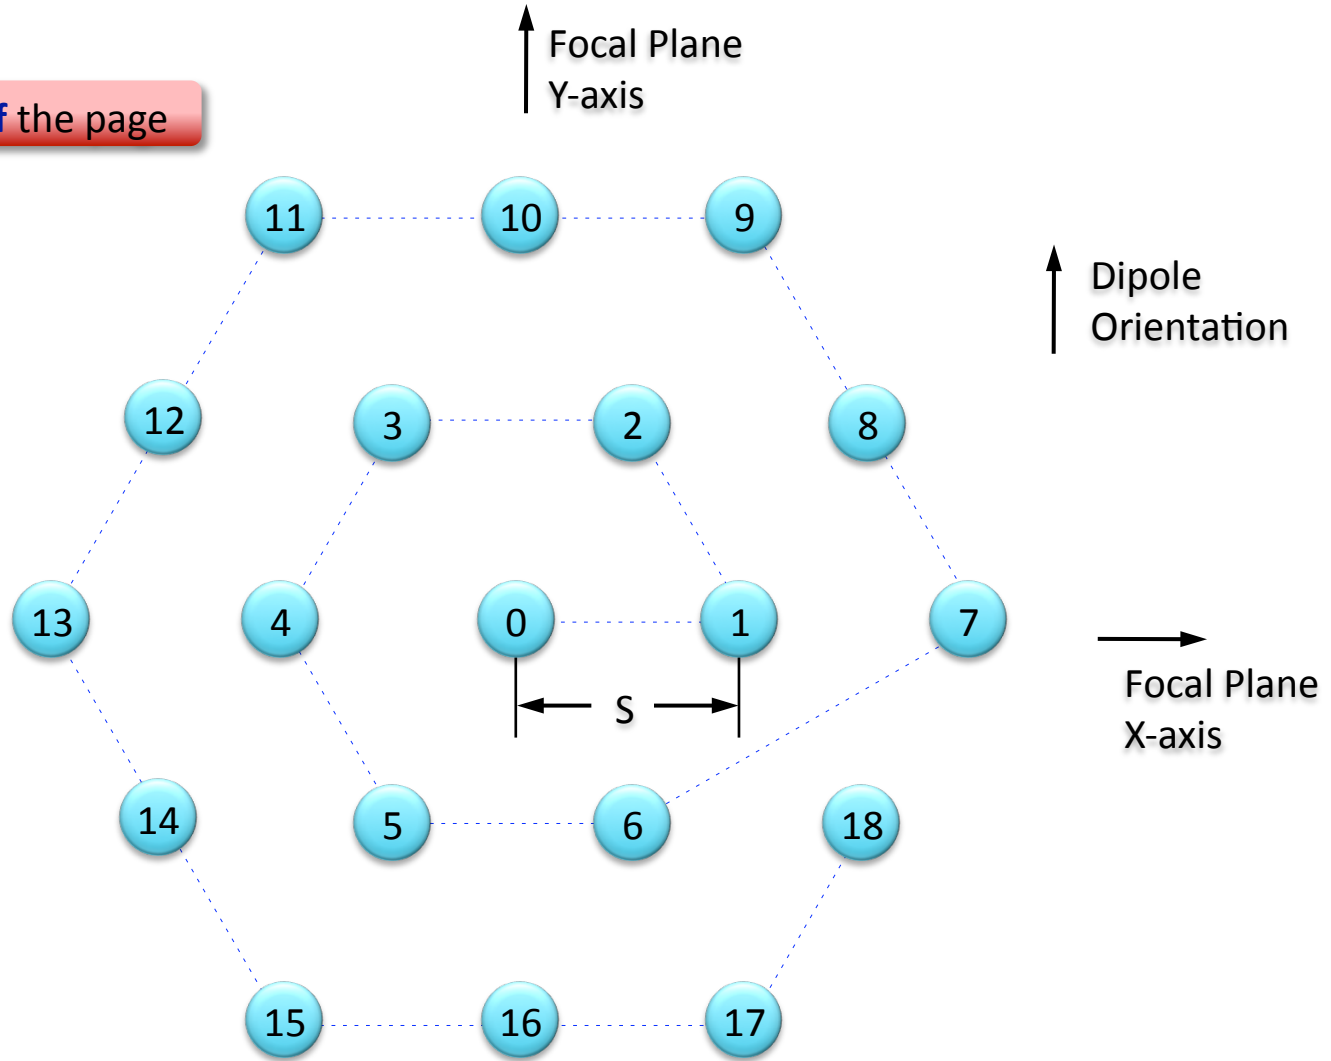 Focal Plane
Y-axis
f the page
11 10 9
Dipole
Orientation
12 3 2 8
13 4 0 1 7
S
Focal Plane
X-axis
14 5 6 18
15 16 17